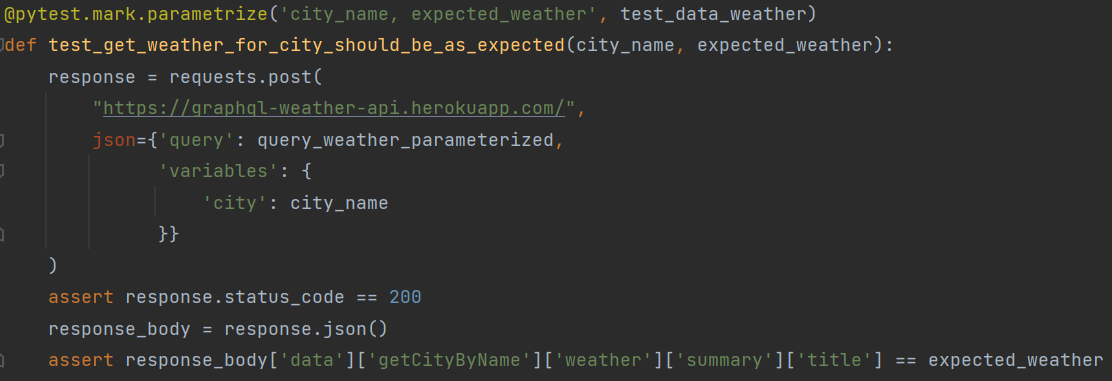 @pytest.mark.parametrize('city_name, expected_weather', test_data_weather)
def test_get_weather_for_city_should_be_as_expected(city_name, expected_weather):
    response = requests.post(
        "https://graphql-weather-api.herokuapp.com/",
        json={'query': query_weather_parameterized,
              'variables': {
                  'city': city_name
              }}
    )
    assert response.status_code == 200
    response_body = response.json()
    assert response_body['data']['getCityByName']['weather']['summary']['title'] == expected_weather